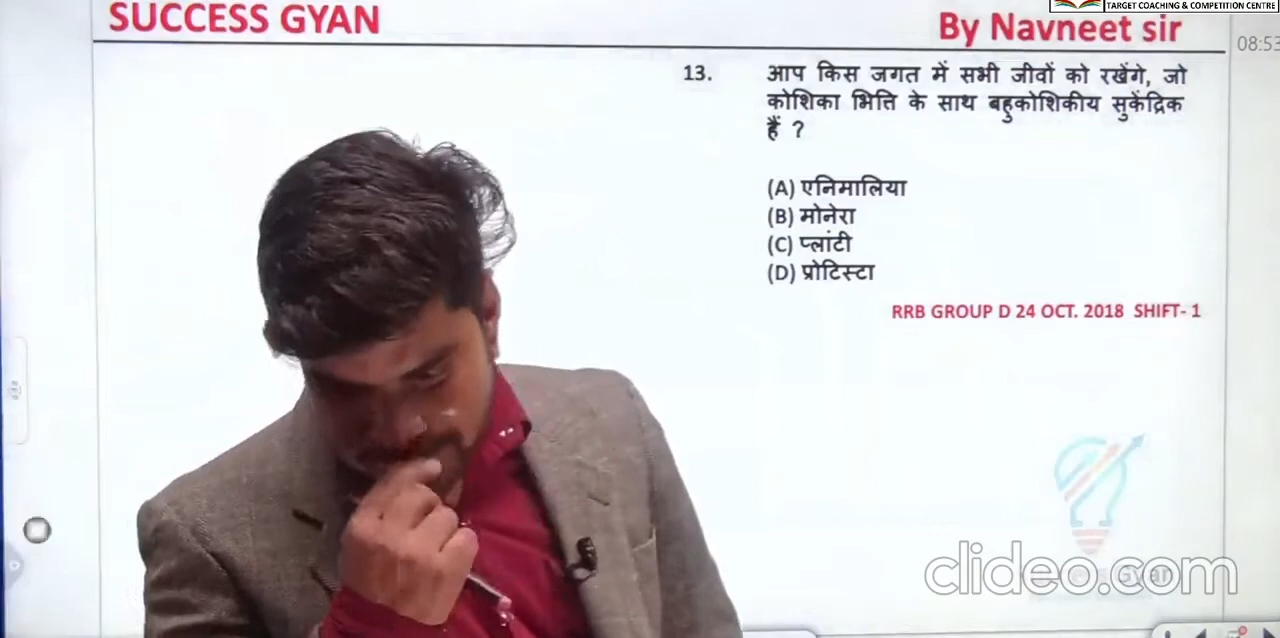 TARGET COACHING & COMPETITION CENTRE
SUCCESS GYAN
By Navneet sir
08:53
13. आप किस जगत में सभी जीवों को रखेंगे, जो
कोशिका भित्ति के साथ बहुकोशिकीय सुकेंद्रिक
हैं ?
(A) एनिमालिया
(B) मोनेरा
(C) प्लांटी
(D) प्रोटिस्टा
RRB GROUP D 24 OCT. 2018 SHIFT- 1
clideo.com